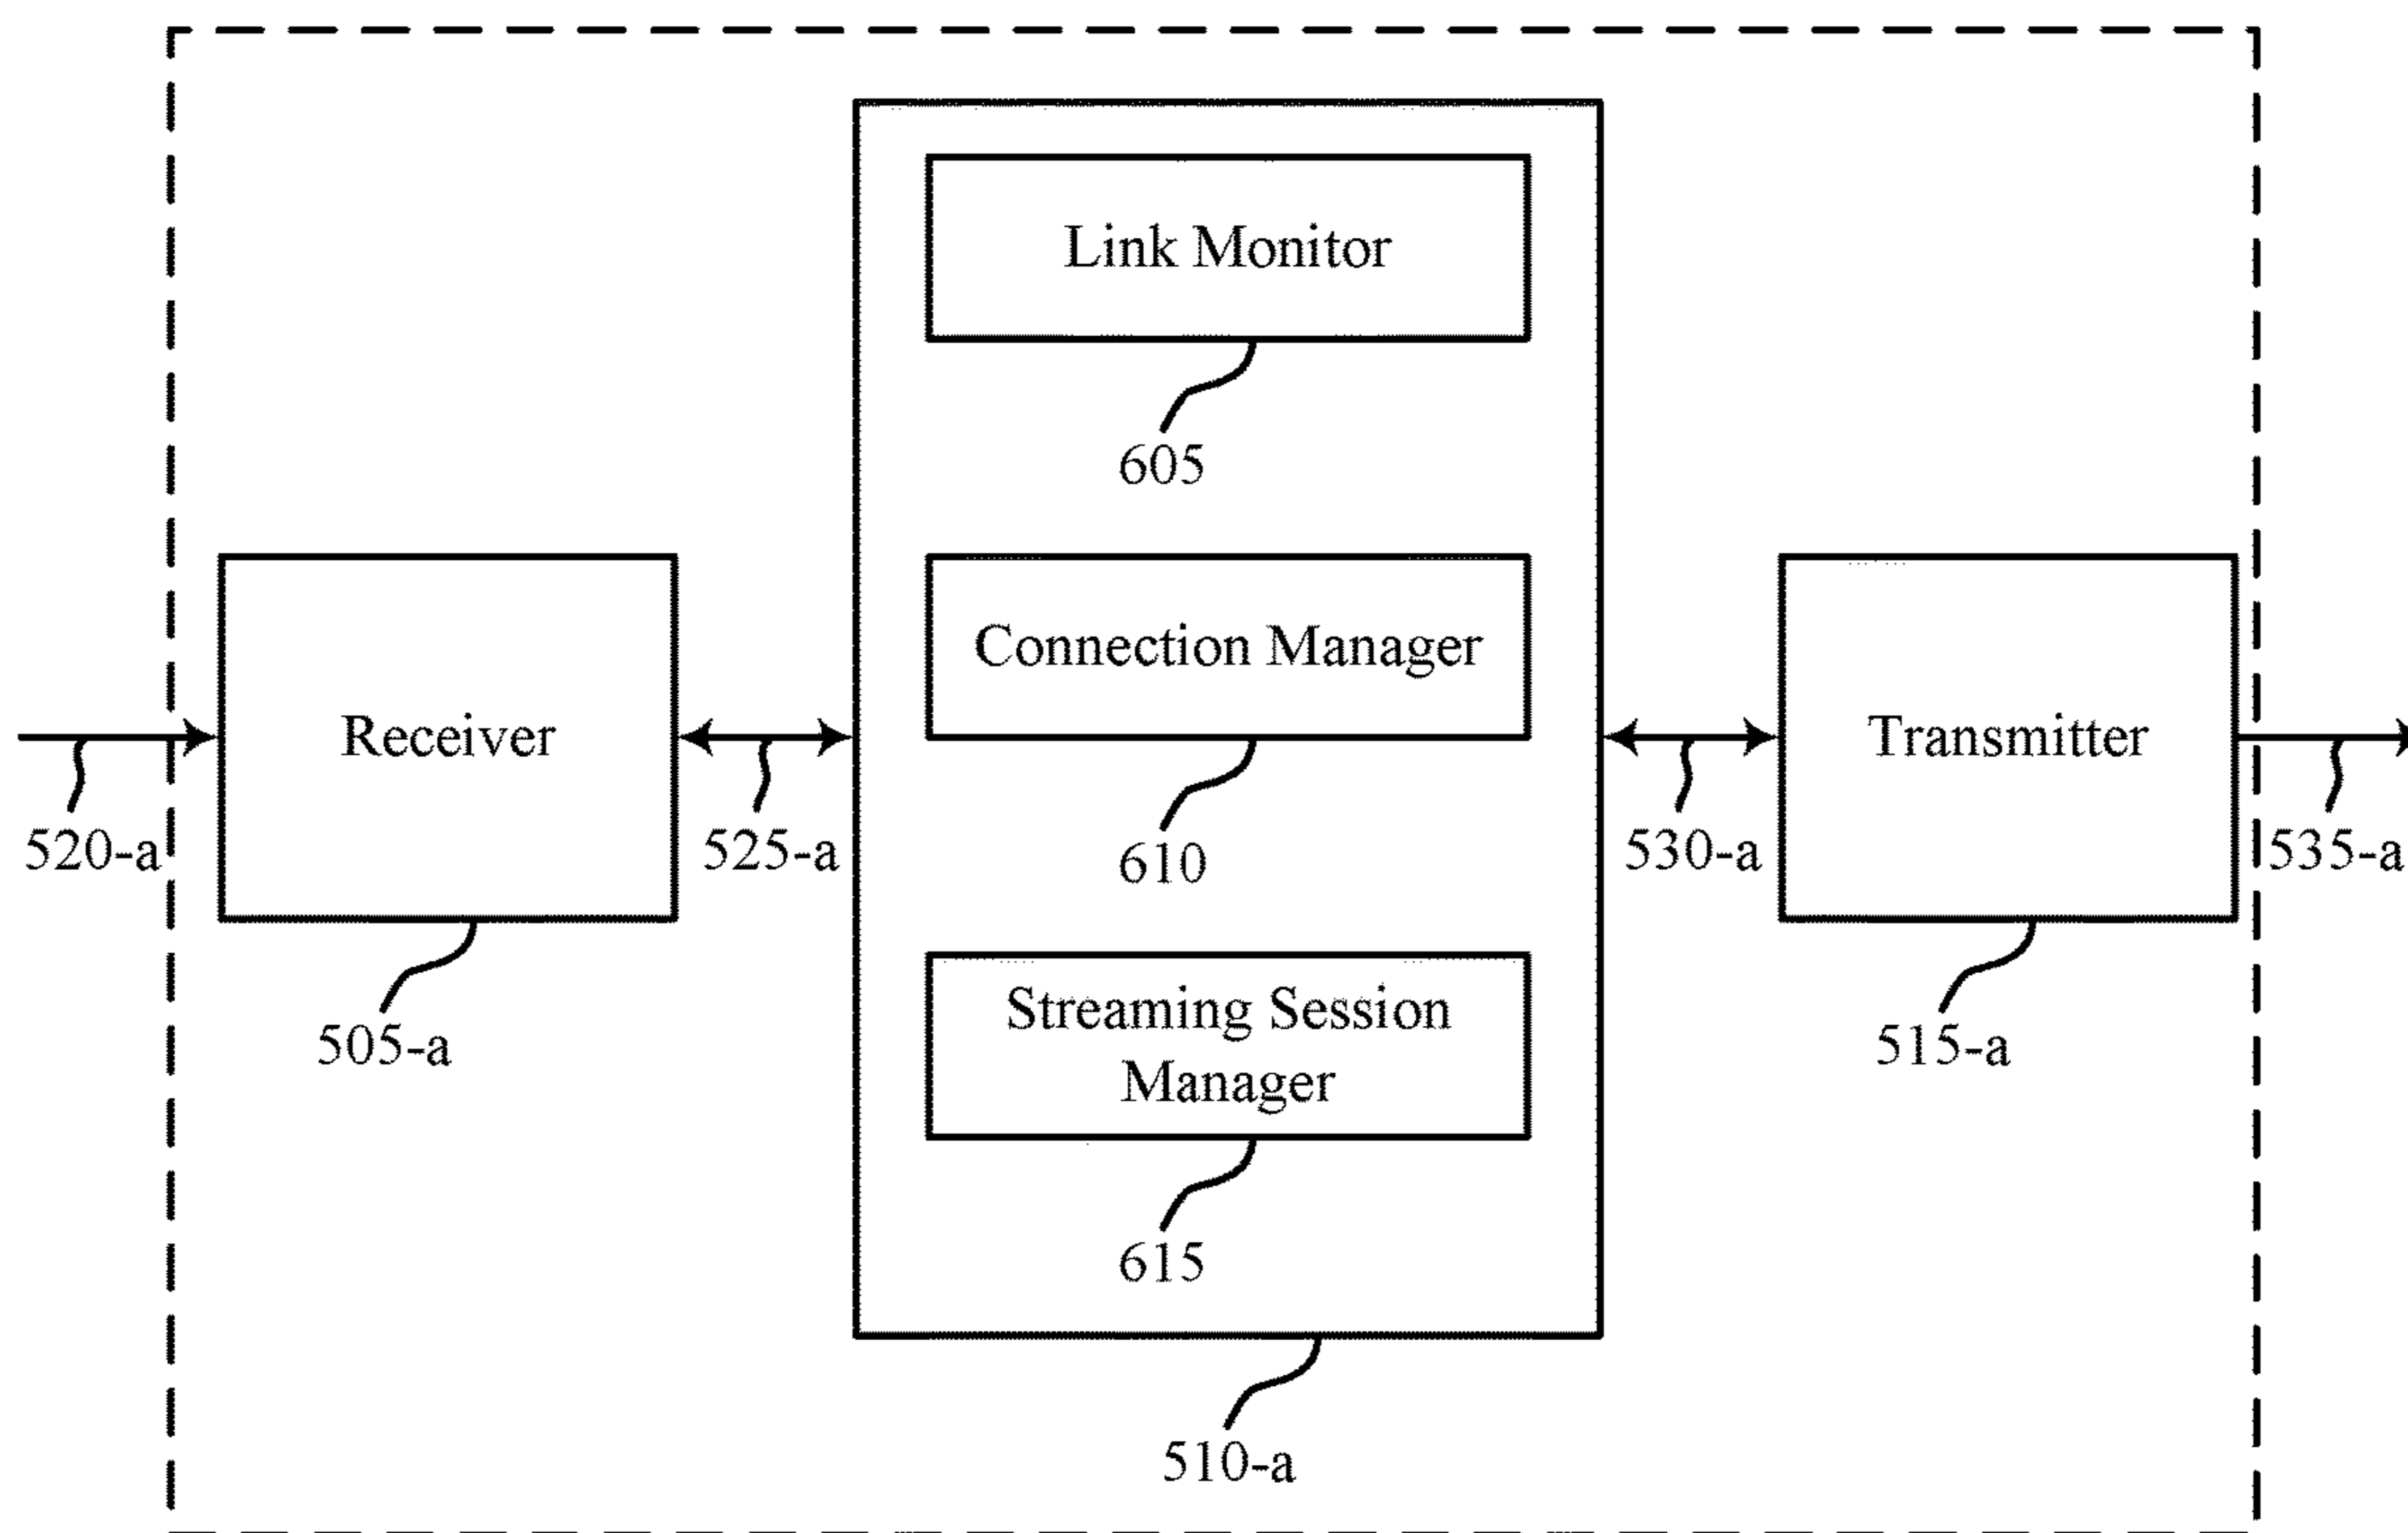 Link Monitor
605
Connection Manager
610
Receiver
Transmitter
520-a
525-a
530-a
535-a
505-a
515-a
Streaming Session
Manager
615
510-a